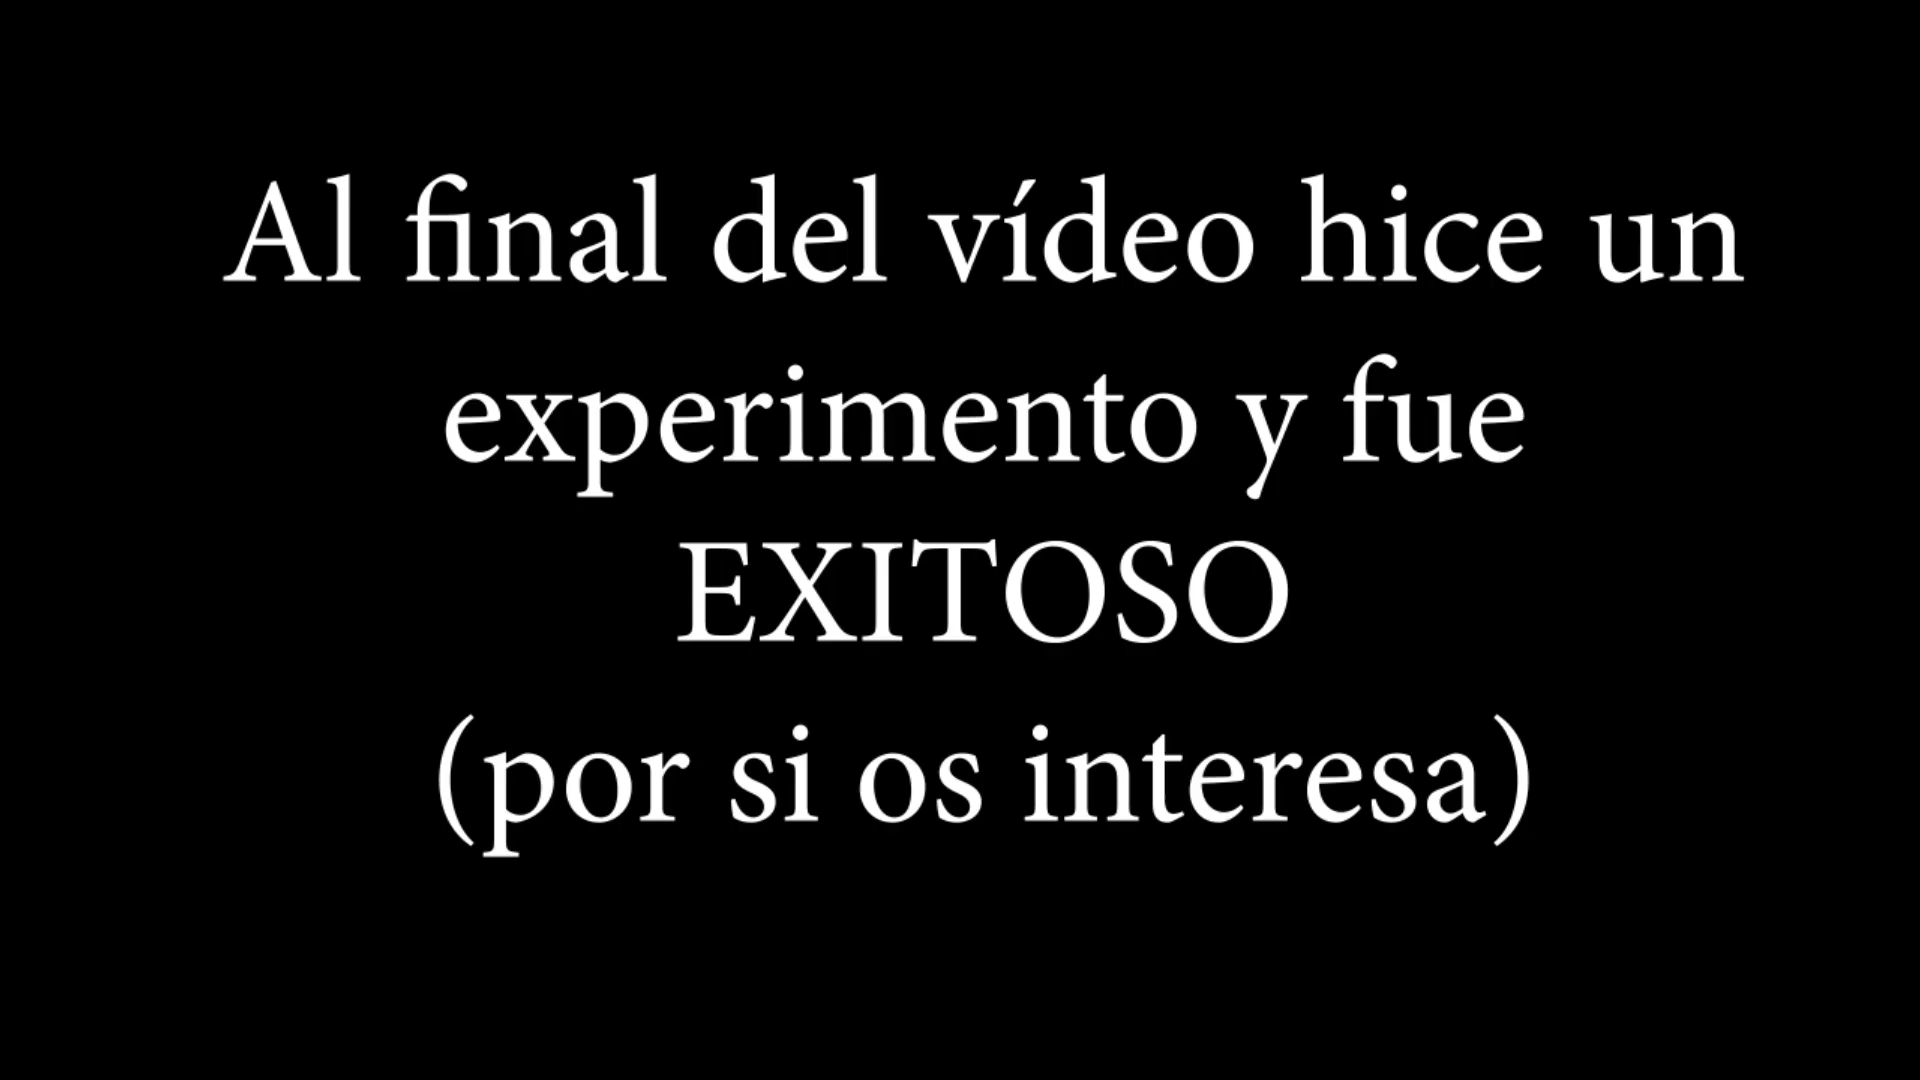 Al final del vídeo hice un
experimento y fue
EXITOSO
(por si os interesa)